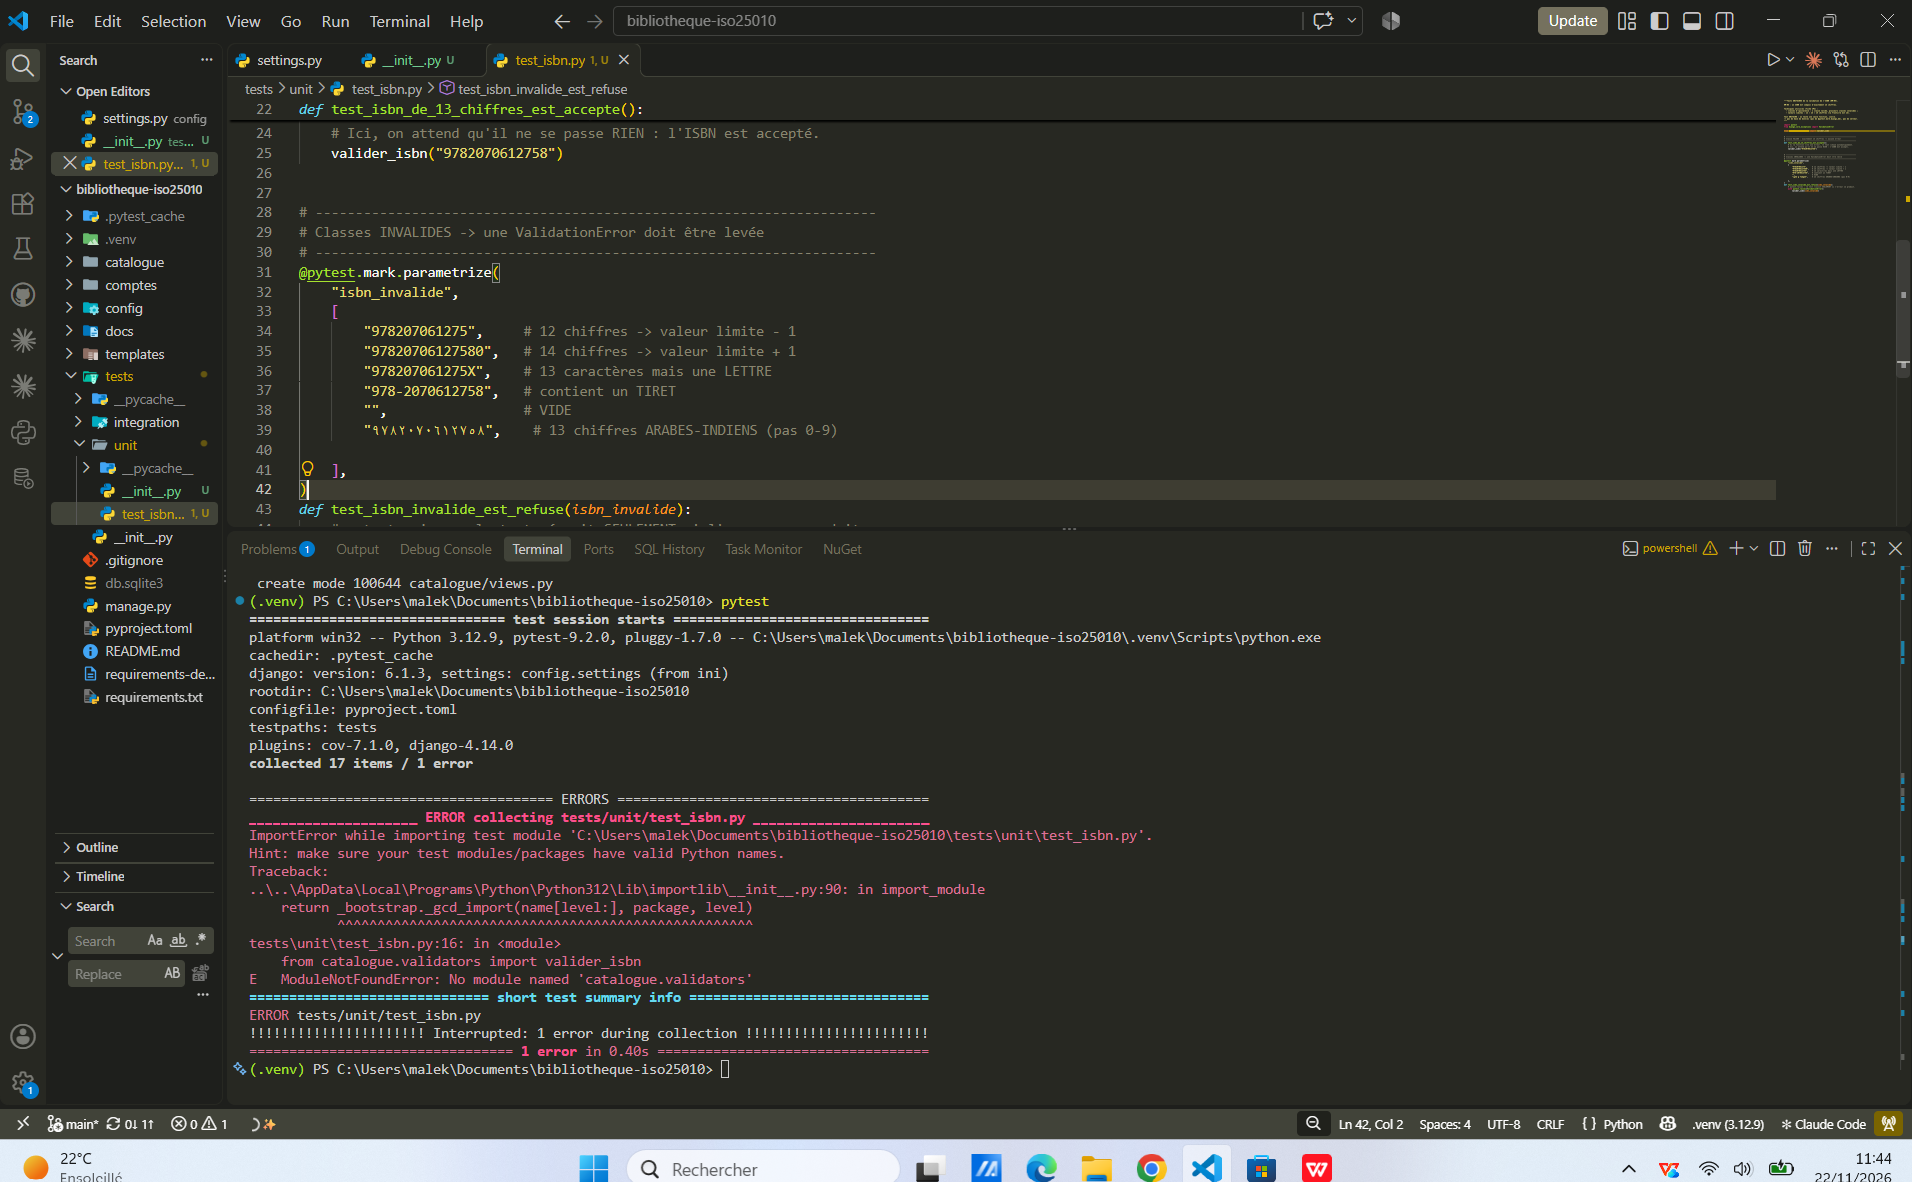 File Edit Selection View Go Run Terminal Help
bibliotheque-iso25010
Update
Search
settings.py
__init__.py U
test_isbn.py 1, U
Open Editors
settings.py config
__init__.py tes... U
test_isbn.py... 1, U
bibliotheque-iso25010
.pytest_cache
.venv
catalogue
comptes
config
docs
templates
tests
__pycache__
integration
unit
__pycache__
__init__.py U
test_isbn... 1, U
__init__.py
.gitignore
db.sqlite3
manage.py
pyproject.toml
README.md
requirements-de...
requirements.txt
Outline
Timeline
Search
Search Aa ab .*
Replace AB
2
1
tests > unit > test_isbn.py > test_isbn_invalide_est_refuse
22 def test_isbn_de_13_chiffres_est_accepte():
24 # Ici, on attend qu'il ne se passe RIEN : l'ISBN est accepté.
25 valider_isbn("9782070612758")
26
27
28 # ----------------------------------------------------------------------
29 # Classes INVALIDES -> une ValidationError doit être levée
30 # ----------------------------------------------------------------------
31 @pytest.mark.parametrize(
32 "isbn_invalide",
33 [
34 "978207061275", # 12 chiffres -> valeur limite - 1
35 "97820706127580", # 14 chiffres -> valeur limite + 1
36 "978207061275X", # 13 caractères mais une LETTRE
37 "978-2070612758", # contient un TIRET
38 "", # VIDE
39 "٩٧٨٢٠٧٠٦١٢٧٥٨", # 13 chiffres ARABES-INDIENS (pas 0-9)
40
41 ],
42 )
43 def test_isbn_invalide_est_refuse(isbn_invalide):
Problems 1 Output Debug Console Terminal Ports SQL History Task Monitor NuGet
powershell
create mode 100644 catalogue/views.py
(.venv) PS C:\Users\malek\Documents\bibliotheque-iso25010> pytest
================================ test session starts ================================
platform win32 -- Python 3.12.9, pytest-9.2.0, pluggy-1.7.0 -- C:\Users\malek\Documents\bibliotheque-iso25010\.venv\Scripts\python.exe
cachedir: .pytest_cache
django: version: 6.1.3, settings: config.settings (from ini)
rootdir: C:\Users\malek\Documents\bibliotheque-iso25010
configfile: pyproject.toml
testpaths: tests
plugins: cov-7.1.0, django-4.14.0
collected 17 items / 1 error
====================================== ERRORS =======================================
_____________________ ERROR collecting tests/unit/test_isbn.py ______________________
ImportError while importing test module 'C:\Users\malek\Documents\bibliotheque-iso25010\tests\unit\test_isbn.py'.
Hint: make sure your test modules/packages have valid Python names.
Traceback:
..\..\AppData\Local\Programs\Python\Python312\Lib\importlib\__init__.py:90: in import_module
return _bootstrap._gcd_import(name[level:], package, level)
^^^^^^^^^^^^^^^^^^^^^^^^^^^^^^^^^^^^^^^^^^^^^^^^^^^^
tests\unit\test_isbn.py:16: in <module>
from catalogue.validators import valider_isbn
E ModuleNotFoundError: No module named 'catalogue.validators'
============================== short test summary info ==============================
ERROR tests/unit/test_isbn.py
!!!!!!!!!!!!!!!!!!!!!! Interrupted: 1 error during collection !!!!!!!!!!!!!!!!!!!!!!!
================================= 1 error in 0.40s ==================================
(.venv) PS C:\Users\malek\Documents\bibliotheque-iso25010>
main* 0↓ 1↑ 0 1
Ln 42, Col 2 Spaces: 4 UTF-8 CRLF { } Python .venv (3.12.9) Claude Code
22°C
Ensoleillé
Rechercher
11:44
22/11/2026